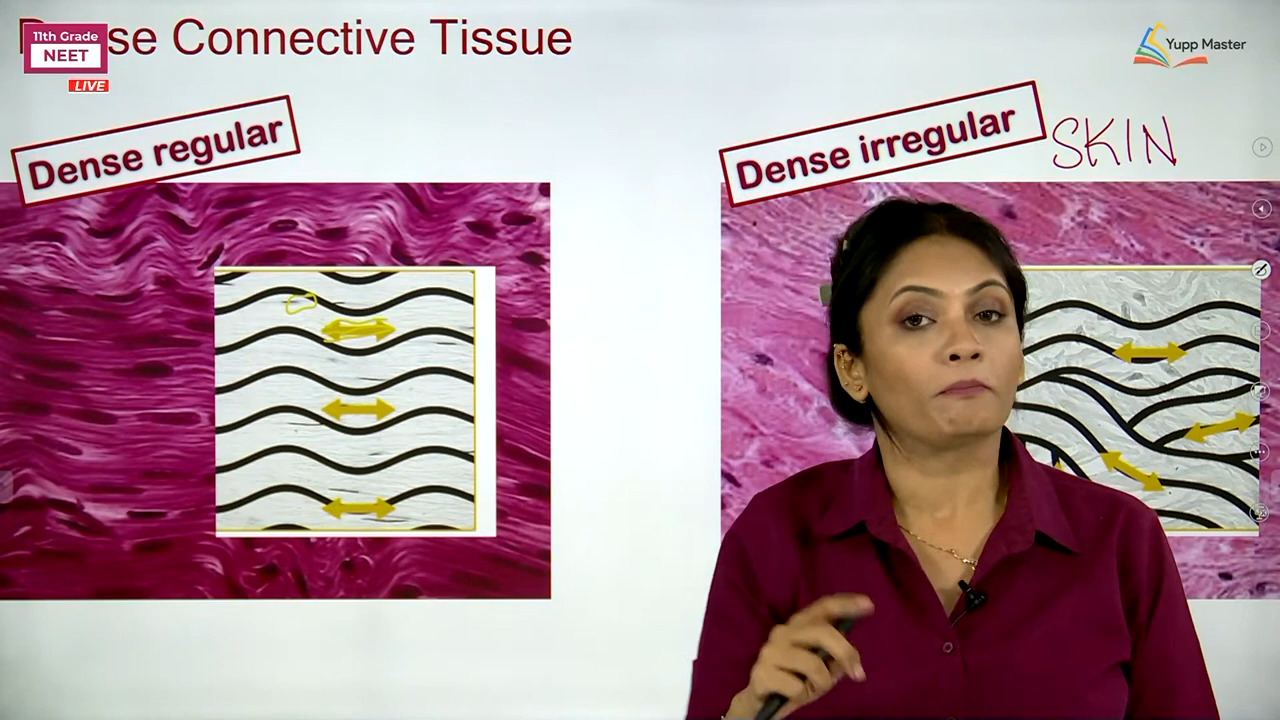 11th Grade
NEET
LIVE
se Connective Tissue
Yupp Master
Dense regular
Dense irregular
SKIN